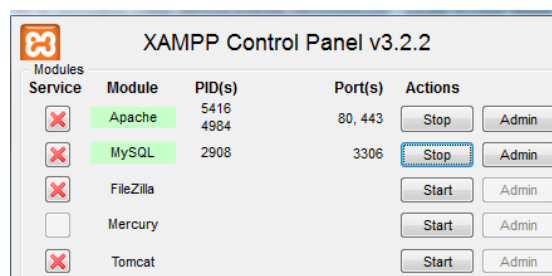 XAMPP Control Panel v3.2.2
Modules
Service Module PID(s) Port(s) Actions
Apache 5416 4984 80, 443 Stop Admin
MySQL 2908 3306 Stop Admin
FileZilla Start Admin
Mercury Start Admin
Tomcat Start Admin